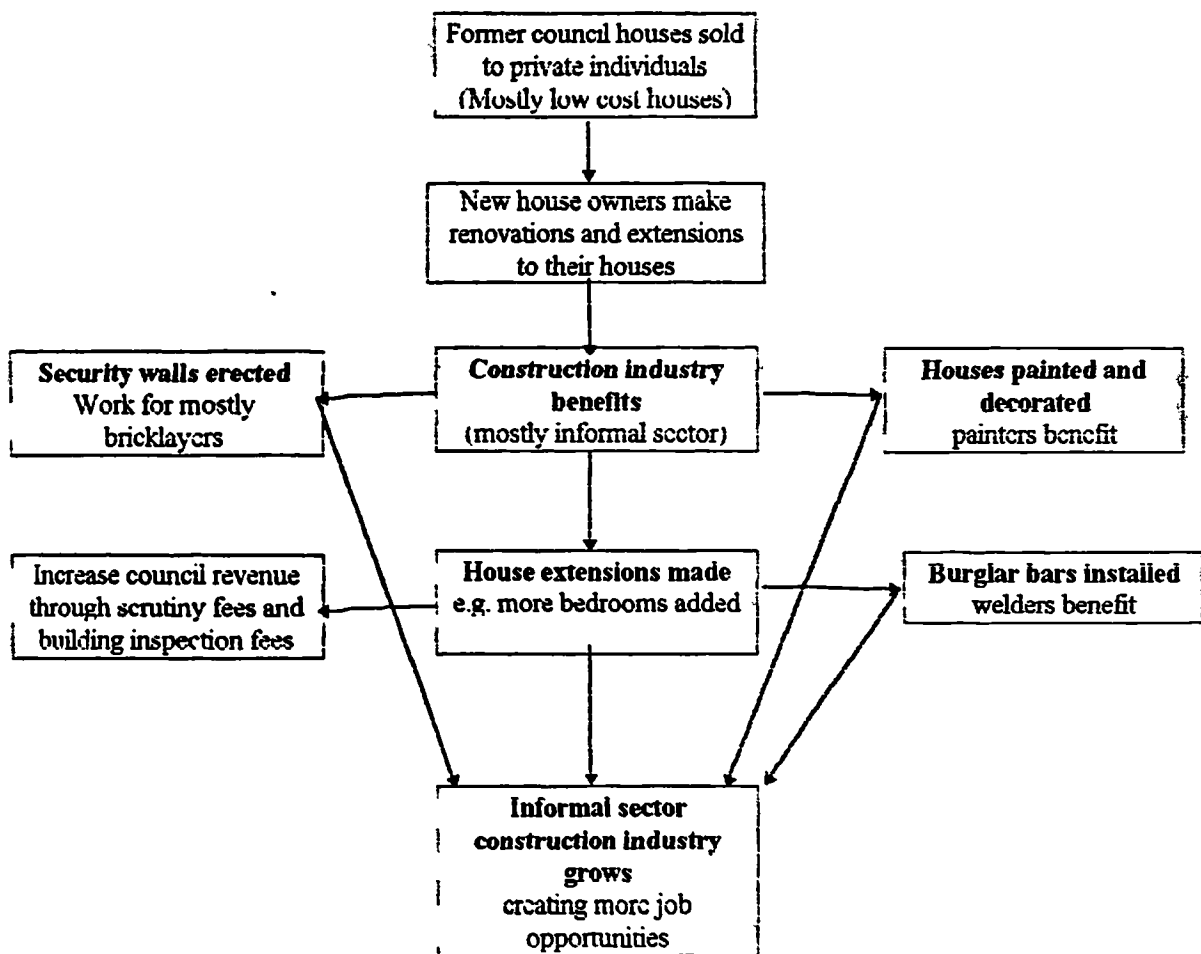 Former council houses sold
to private individuals
(Mostly low cost houses)
New house owners make
renovations and extensions
to their houses
Security walls erected
Work for mostly
bricklayers
Construction industry
benefits
(mostly informal sector)
Houses painted and
decorated
painters benefit
Increase council revenue
through scrutiny fees and
building inspection fees
House extensions made
e.g. more bedrooms added
Burglar bars installed
welders benefit
Informal sector
construction industry
grows
creating more job
opportunities